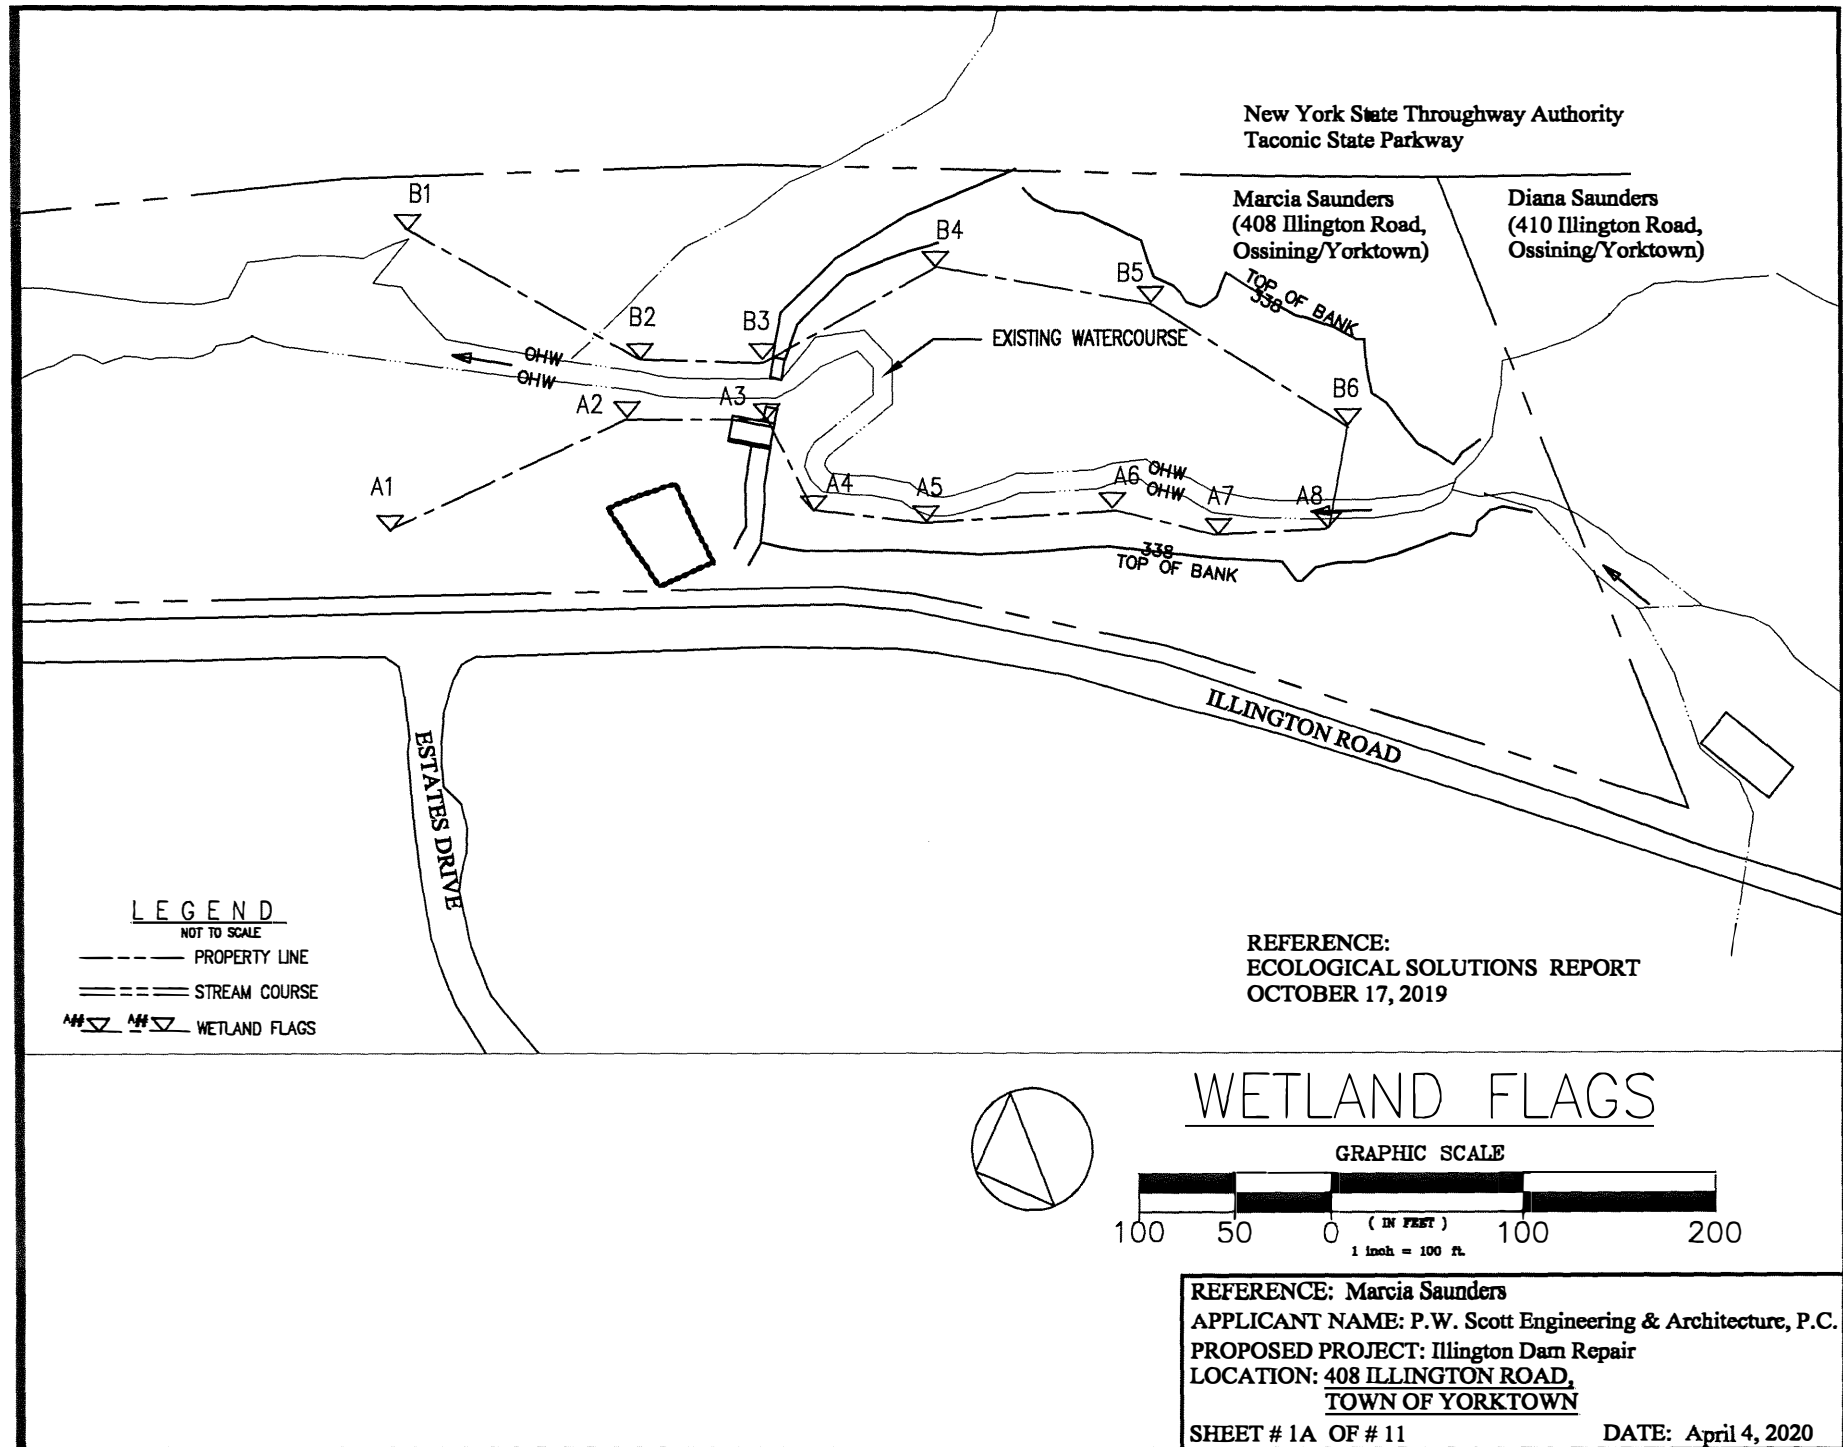 New York State Throughway Authority
Taconic State Parkway
Marcia Saunders
(408 Illington Road,
Ossining/Yorktown)
Diana Saunders
(410 Illington Road,
Ossining/Yorktown)
B1
B2
B3
B4
B5
B6
TOP OF BANK
338
EXISTING WATERCOURSE
OHW
OHW
A1
A2
A3
A4
A5
A6
A7
A8
OHW
OHW
338
TOP OF BANK
ILLINGTON ROAD
ESTATES DRIVE
LEGEND
NOT TO SCALE
PROPERTY LINE
STREAM COURSE
A# A# WETLAND FLAGS
REFERENCE:
ECOLOGICAL SOLUTIONS REPORT
OCTOBER 17, 2019
WETLAND FLAGS
GRAPHIC SCALE
100 50 0 100 200
( IN FEET )
1 inch = 100 ft.
REFERENCE: Marcia Saunders
APPLICANT NAME: P.W. Scott Engineering & Architecture, P.C.
PROPOSED PROJECT: Illington Dam Repair
LOCATION: 408 ILLINGTON ROAD,
TOWN OF YORKTOWN
SHEET # 1A OF # 11 DATE: April 4, 2020